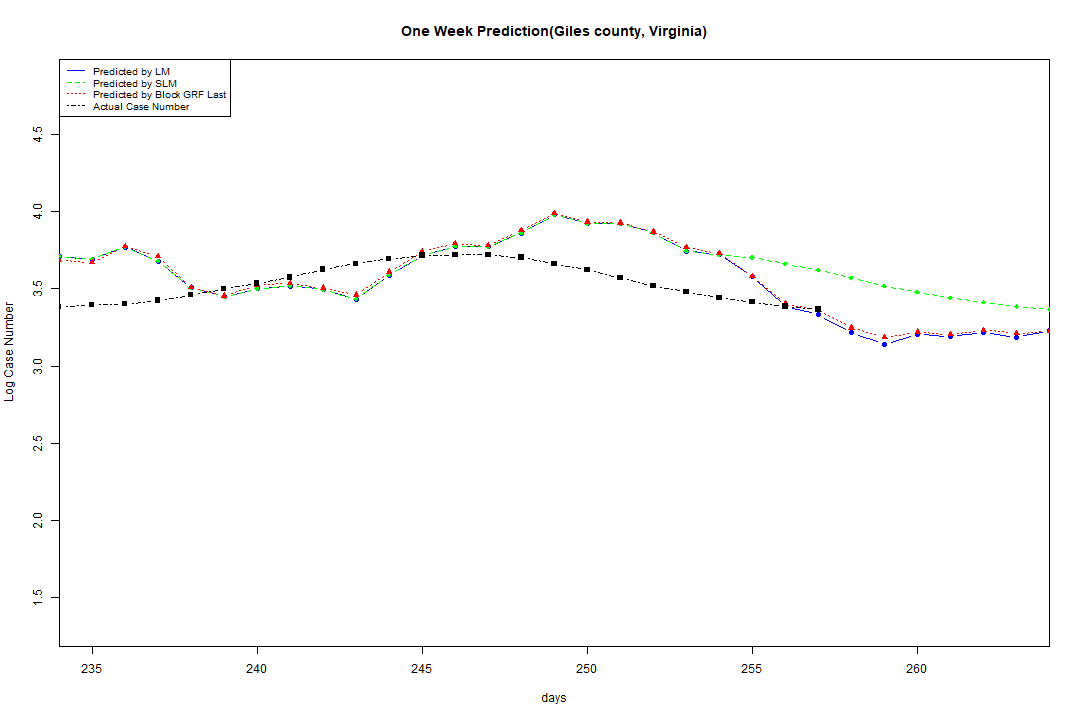 One Week Prediction(Giles county, Virginia)
Predicted by LM
Predicted by SLM
Predicted by Block GRF Last
Actual Case Number
4.5
4.0
3.5
3.0
2.5
2.0
1.5
Log Case Number
235 240 245 250 255 260
days